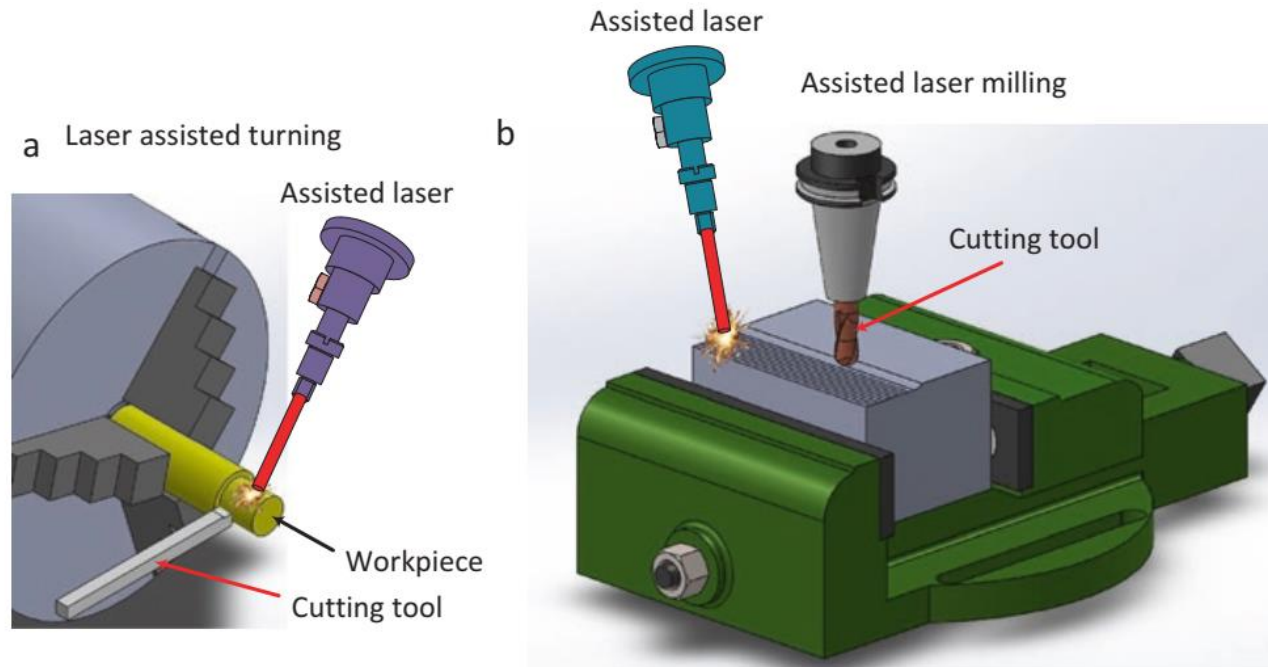 a
Laser assisted turning
Assisted laser
Workpiece
Cutting tool
b
Assisted laser
Assisted laser milling
Cutting tool